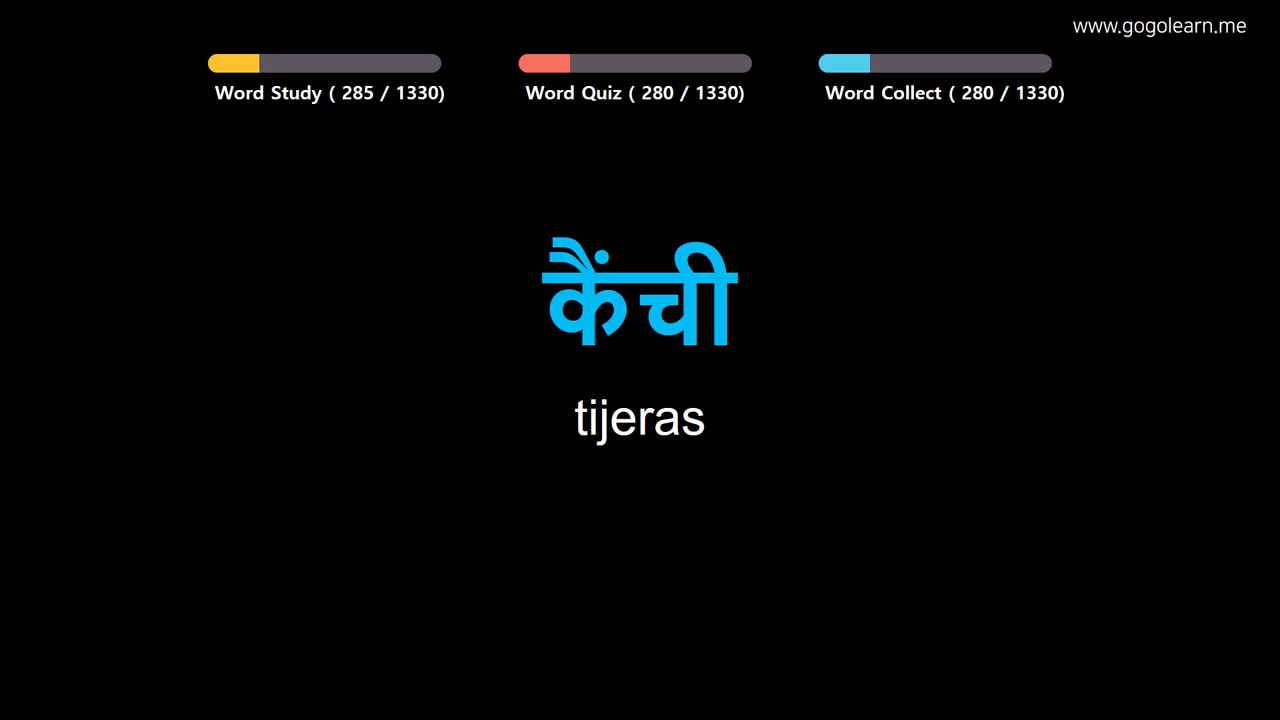 www.gogolearn.me
Word Study ( 285 / 1330)
Word Quiz ( 280 / 1330)
Word Collect ( 280 / 1330)
कैंची
tijeras